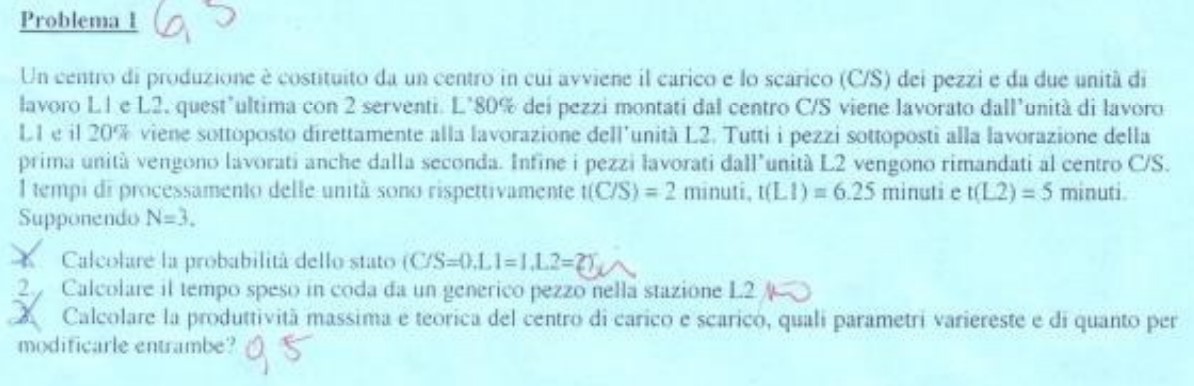 Problema 1
Un centro di produzione è costituito da un centro in cui avviene il carico e lo scarico (C/S) dei pezzi e da due unità di
lavoro L1 e L2, quest'ultima con 2 serventi. L'80% dei pezzi montati dal centro C/S viene lavorato dall'unità di lavoro
L1 e il 20% viene sottoposto direttamente alla lavorazione dell'unità L2. Tutti i pezzi sottoposti alla lavorazione della
prima unità vengono lavorati anche dalla seconda. Infine i pezzi lavorati dall'unità L2 vengono rimandati al centro C/S.
I tempi di processamento delle unità sono rispettivamente t(C/S) = 2 minuti, t(L1) = 6.25 minuti e t(L2) = 5 minuti.
Supponendo N=3,
Calcolare la probabilità dello stato (C/S=0,L1=1,L2=2)
2. Calcolare il tempo speso in coda da un generico pezzo nella stazione L2
Calcolare la produttività massima e teorica del centro di carico e scarico, quali parametri variereste e di quanto per
modificarle entrambe? 0,5